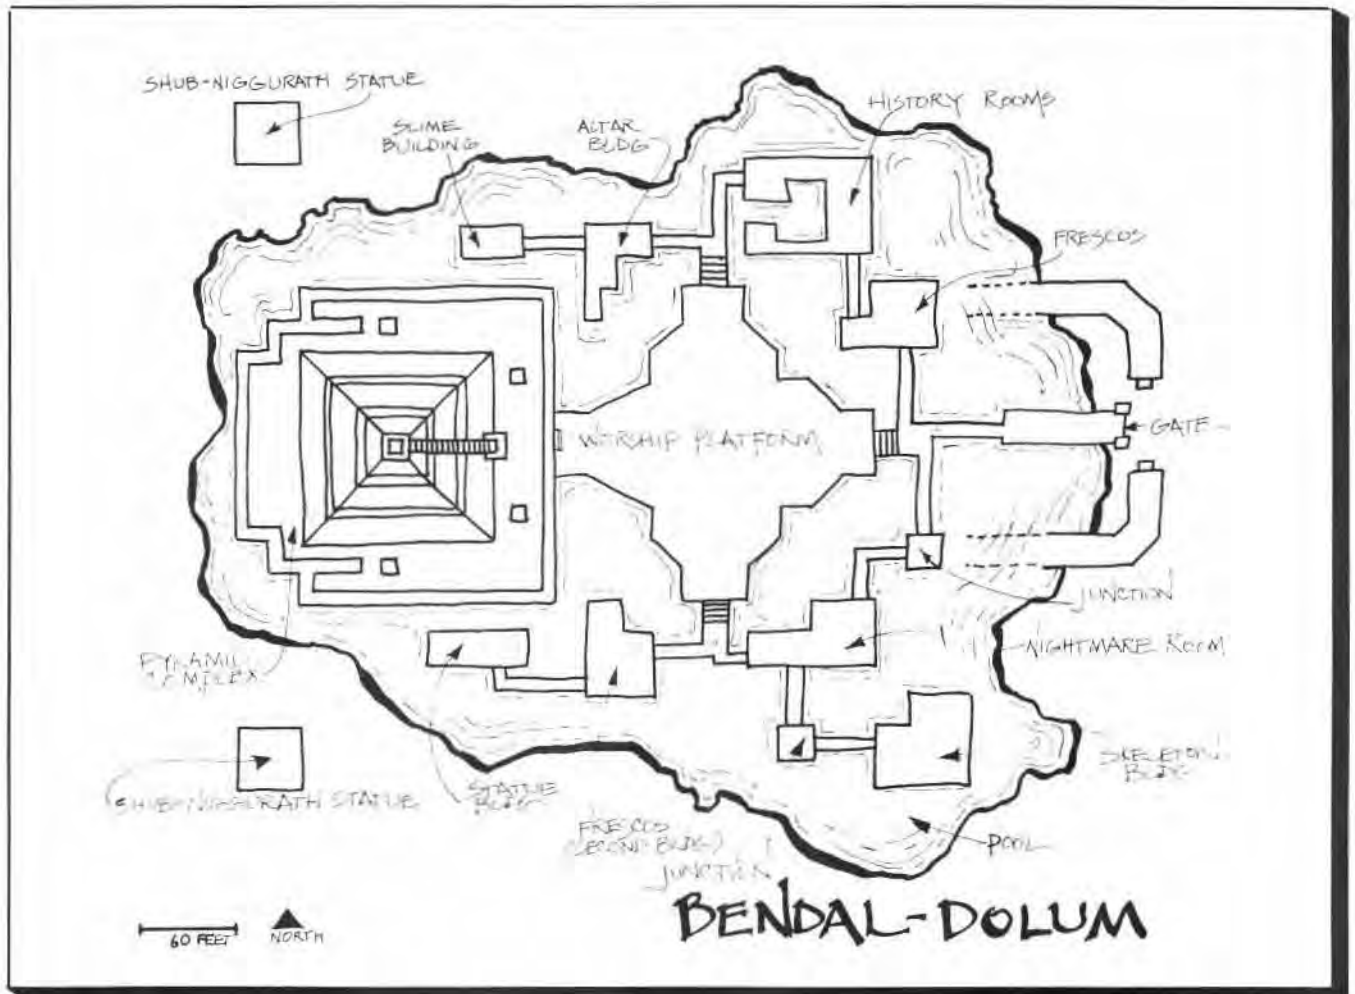 SHUB-NIGGURATH STATUE
HISTORY ROOMS
SLIME
BUILDING
ALTAR
BLDG
FRESCOS
WORSHIP PLATFORM
GATE
JUNCTION
NIGHTMARE ROOM
PYRAMID
COMPLEX
SKELETON
BLDG
SHUB-NIGGURATH STATUE
STATUE
BLDG
FRESCOS
(SECOND BLDG)
JUNCTION
POOL
BENDAL-DOLUM
60 FEET
NORTH